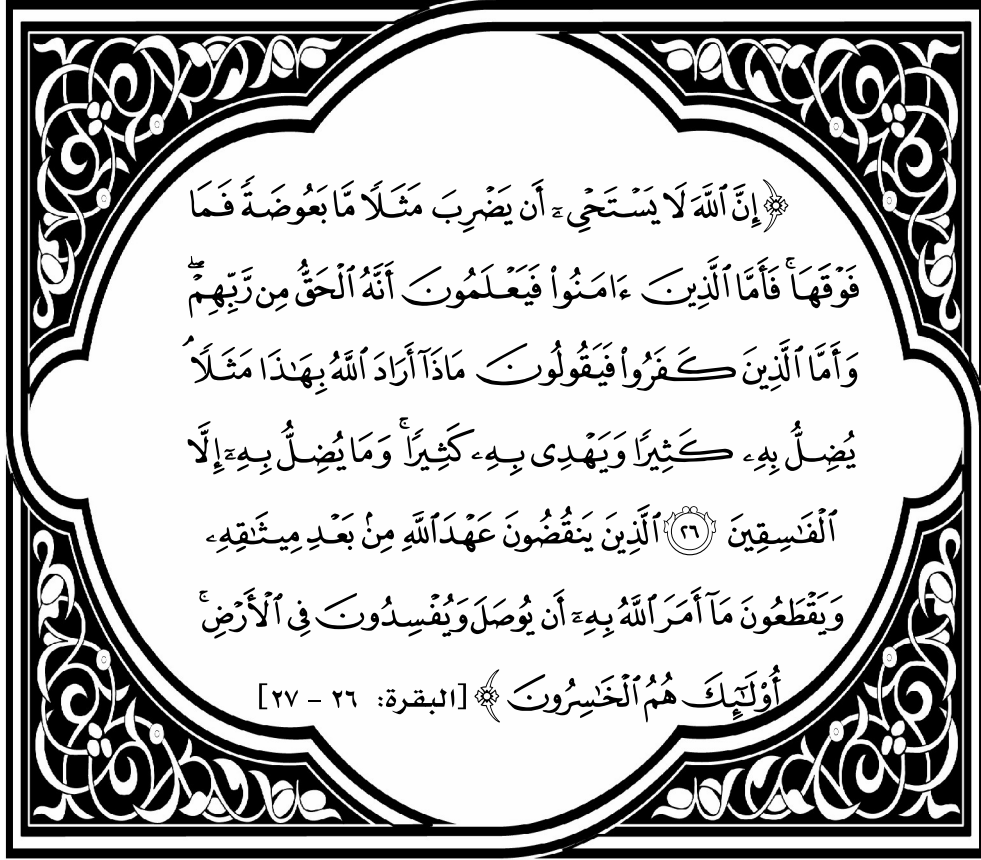 ﴿إِنَّ ٱللَّهَ لَا يَسۡتَحۡيِۦٓ أَن يَضۡرِبَ مَثَلٗا مَّا بَعُوضَةٗ فَمَا
فَوۡقَهَاۚ فَأَمَّا ٱلَّذِينَ ءَامَنُواْ فَيَعۡلَمُونَ أَنَّهُ ٱلۡحَقُّ مِن رَّبِّهِمۡۖ
وَأَمَّا ٱلَّذِينَ كَفَرُواْ فَيَقُولُونَ مَاذَآ أَرَادَ ٱللَّهُ بِهَٰذَا مَثَلٗاۘ
يُضِلُّ بِهِۦ كَثِيرٗا وَيَهۡدِي بِهِۦ كَثِيرٗاۚ وَمَا يُضِلُّ بِهِۦٓ إِلَّا
ٱلۡفَٰسِقِينَ ٢٦ ٱلَّذِينَ يَنقُضُونَ عَهۡدَ ٱللَّهِ مِنۢ بَعۡدِ مِيثَٰقِهِۦ
وَيَقۡطَعُونَ مَآ أَمَرَ ٱللَّهُ بِهِۦٓ أَن يُوصَلَ وَيُفۡسِدُونَ فِي ٱلۡأَرۡضِۚ
أُوْلَٰٓئِكَ هُمُ ٱلۡخَٰسِرُونَ﴾ [البقرة: ٢٦ – ٢٧]